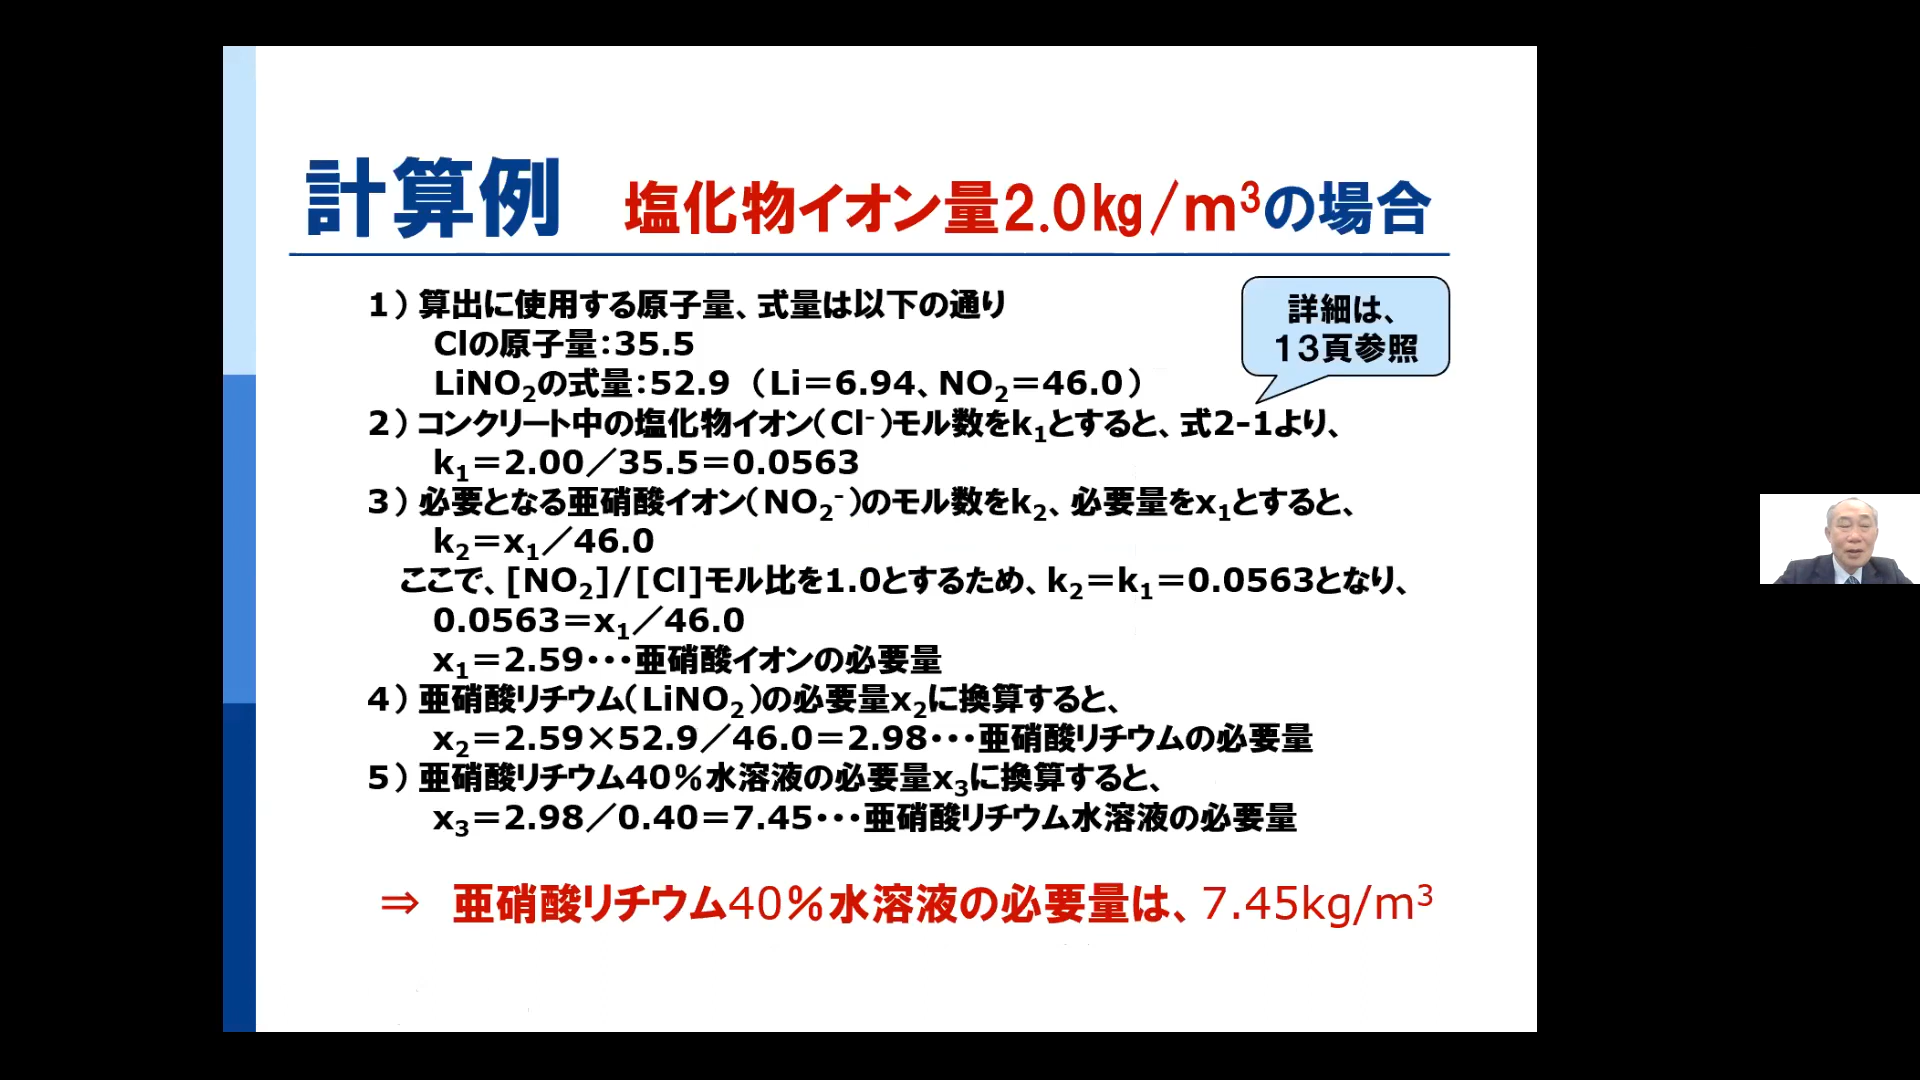 計算例 塩化物イオン量2.0kg/m³の場合
詳細は、
13頁参照
1）算出に使用する原子量、式量は以下の通り
Clの原子量：35.5
LiNO₂の式量：52.9（Li＝6.94、NO₂＝46.0）
2）コンクリート中の塩化物イオン（Cl⁻）モル数をk₁とすると、式2-1より、
k₁＝2.00／35.5＝0.0563
3）必要となる亜硝酸イオン（NO₂⁻）のモル数をk₂、必要量をx₁とすると、
k₂＝x₁／46.0
ここで、[NO₂]/[Cl]モル比を1.0とするため、k₂＝k₁＝0.0563となり、
0.0563＝x₁／46.0
x₁＝2.59・・・亜硝酸イオンの必要量
4）亜硝酸リチウム（LiNO₂）の必要量x₂に換算すると、
x₂＝2.59×52.9／46.0＝2.98・・・亜硝酸リチウムの必要量
5）亜硝酸リチウム40％水溶液の必要量x₃に換算すると、
x₃＝2.98／0.40＝7.45・・・亜硝酸リチウム水溶液の必要量
⇒ 亜硝酸リチウム40％水溶液の必要量は、7.45kg/m³